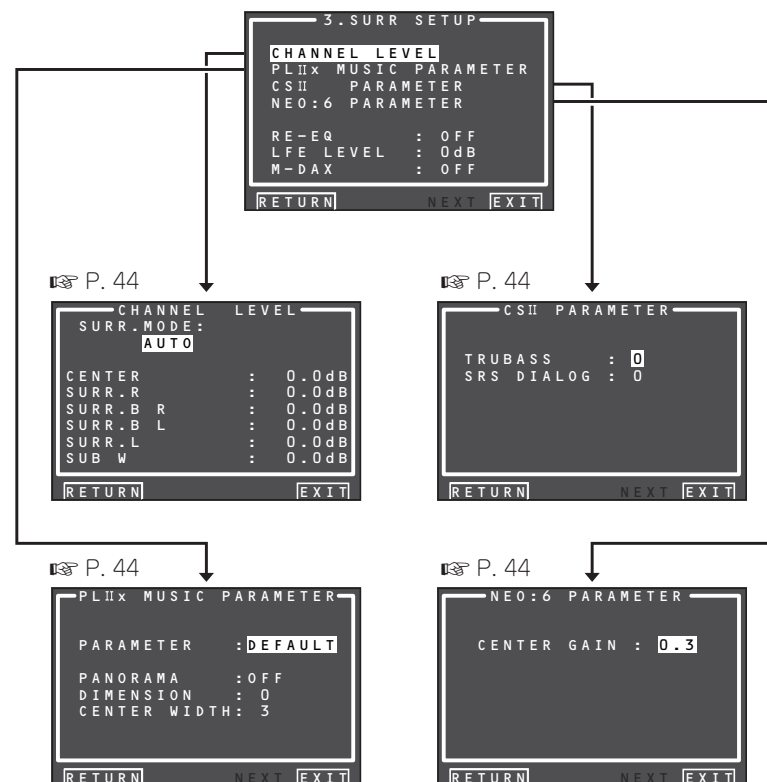 3.SURR SETUP
CHANNEL LEVEL
PLIIx MUSIC PARAMETER
CSII PARAMETER
NEO:6 PARAMETER
RE-EQ : OFF
LFE LEVEL : 0dB
M-DAX : OFF
RETURN NEXT EXIT
☞ P. 44
CHANNEL LEVEL
SURR.MODE:
AUTO
CENTER : 0.0dB
SURR.R : 0.0dB
SURR.B R : 0.0dB
SURR.B L : 0.0dB
SURR.L : 0.0dB
SUB W : 0.0dB
RETURN EXIT
☞ P. 44
CSII PARAMETER
TRUBASS : 0
SRS DIALOG : 0
RETURN NEXT EXIT
☞ P. 44
PLIIx MUSIC PARAMETER
PARAMETER :DEFAULT
PANORAMA :OFF
DIMENSION : 0
CENTER WIDTH: 3
RETURN NEXT EXIT
☞ P. 44
NEO:6 PARAMETER
CENTER GAIN : 0.3
RETURN NEXT EXIT